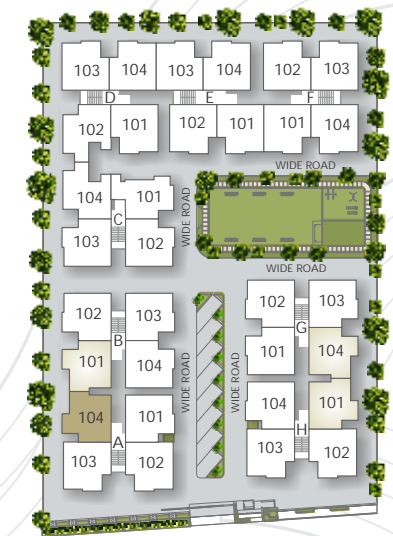 103 104 103 104 102 103
D E F
102 101 102 101 101 104
WIDE ROAD
104 101
C
WIDE ROAD
103 102
WIDE ROAD
102 103 102 103
B G
101 104 101 104
WIDE ROAD WIDE ROAD
104 101 104 101
A H
103 102 103 102